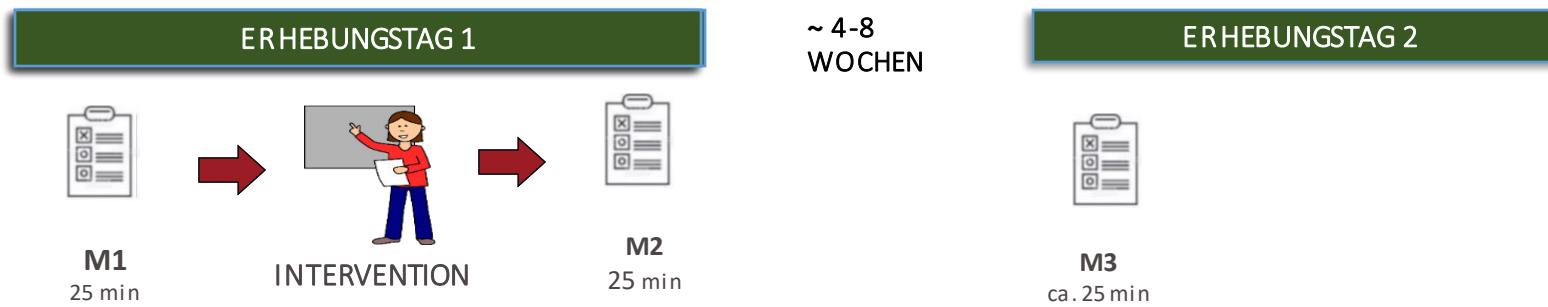 ERHEBUNGSTAG 1
~ 4-8
WOCHEN
ERHEBUNGSTAG 2
M1
25 min
INTERVENTION
M2
25 min
M3
ca. 25 min